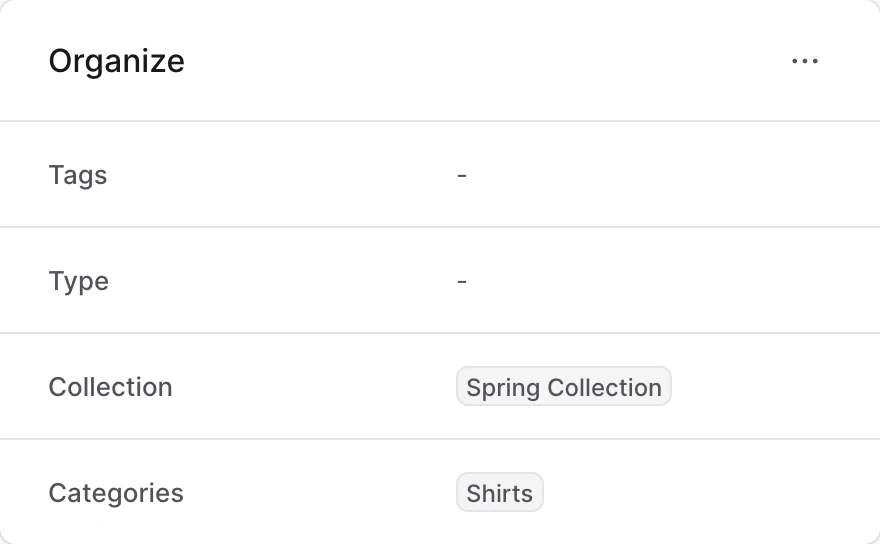 Organize
Tags -
Type -
Collection Spring Collection
Categories Shirts